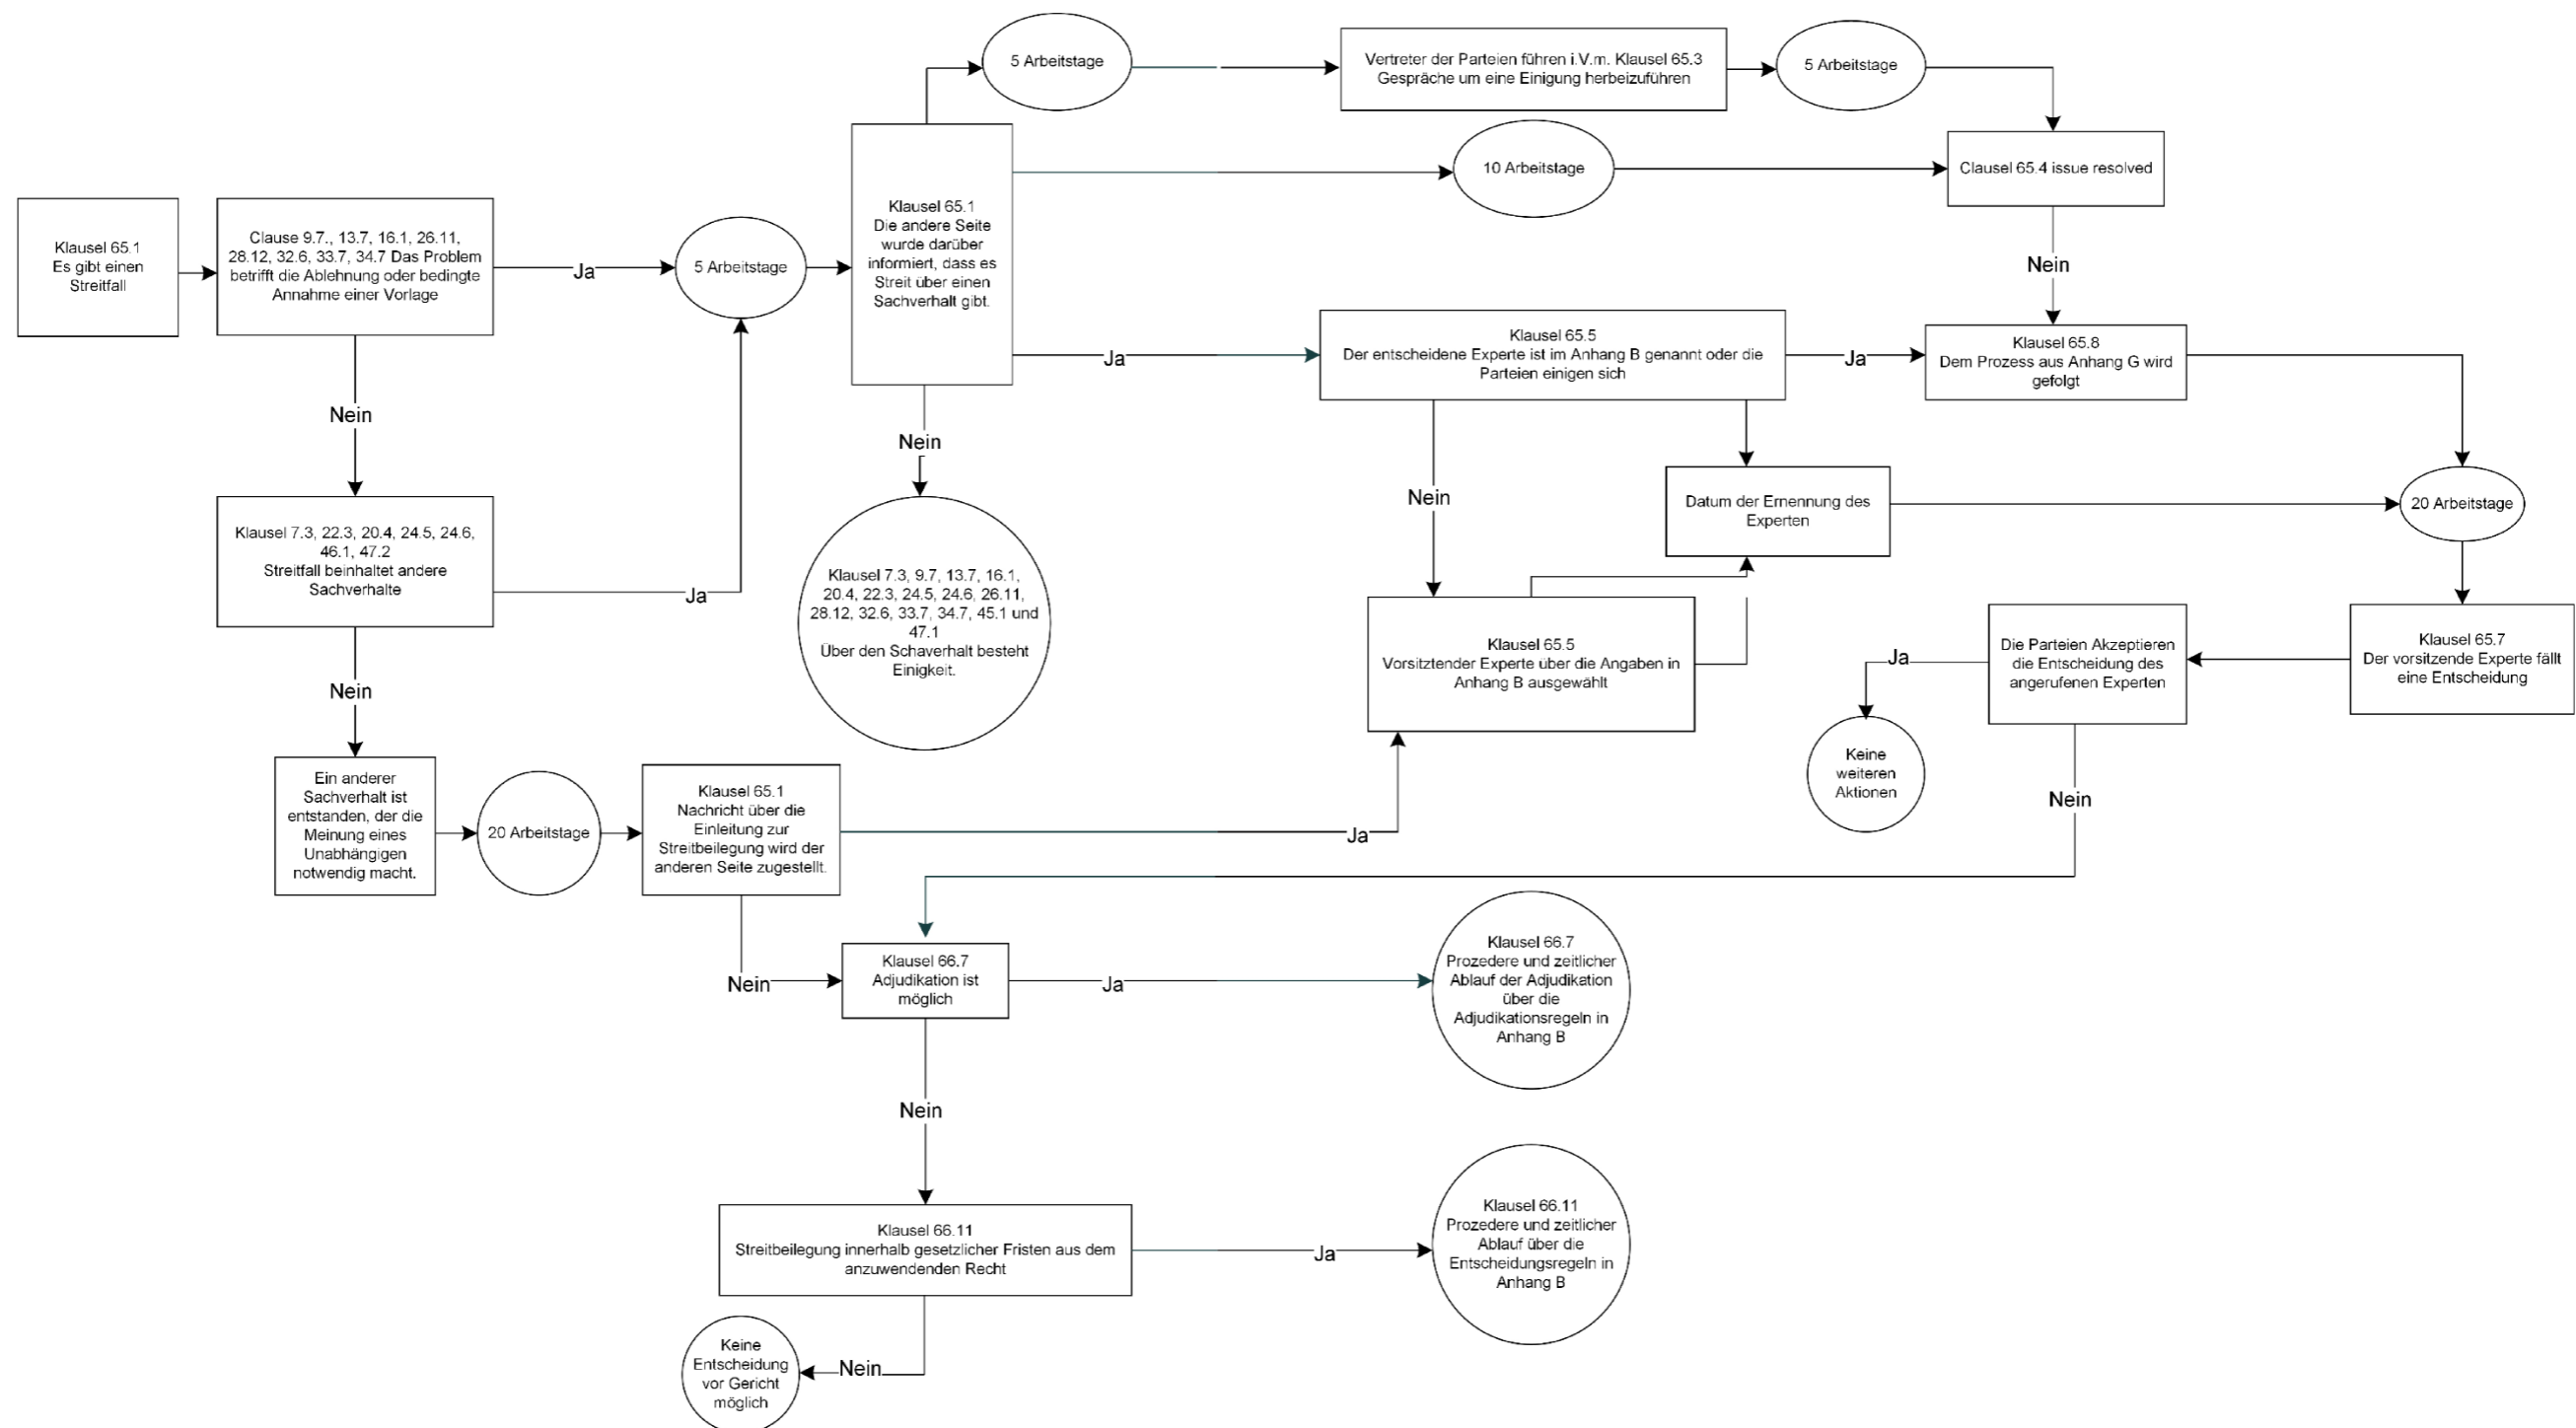 5 Arbeitstage
Vertreter der Parteien führen i.V.m. Klausel 65.3
Gespräche um eine Einigung herbeizuführen
5 Arbeitstage
10 Arbeitstage
Clausel 65.4 issue resolved
Klausel 65.1
Es gibt einen
Streitfall
Clause 9.7., 13.7, 16.1, 26.11,
28.12, 32.6, 33.7, 34.7 Das Problem
betrifft die Ablehnung oder bedingte
Annahme einer Vorlage
Ja
5 Arbeitstage
Klausel 65.1
Die andere Seite
wurde darüber
informiert, dass es
Streit über einen
Sachverhalt gibt.
Nein
Klausel 65.5
Der entscheidene Experte ist im Anhang B genannt oder die
Parteien einigen sich
Ja
Ja
Klausel 65.8
Dem Prozess aus Anhang G wird
gefolgt
Nein
Nein
Nein
Datum der Ernennung des
Experten
20 Arbeitstage
Klausel 7.3, 22.3, 20.4, 24.5, 24.6,
46.1, 47.2
Streitfall beinhaltet andere
Sachverhalte
Ja
Klausel 7.3, 9.7, 13.7, 16.1,
20.4, 22.3, 24.5, 24.6, 26.11,
28.12, 32.6, 33.7, 34.7, 45.1 und
47.1
Über den Schaverhalt besteht
Einigkeit.
Klausel 65.5
Vorsitztender Experte über die Angaben in
Anhang B ausgewählt
Die Parteien Akzeptieren
die Entscheidung des
angerufenen Experten
Klausel 65.7
Der vorsitzende Experte fällt
eine Entscheidung
Ja
Nein
Keine
weiteren
Aktionen
Nein
Ein anderer
Sachverhalt ist
entstanden, der die
Meinung eines
Unabhängigen
notwendig macht.
20 Arbeitstage
Klausel 65.1
Nachricht über die
Einleitung zur
Streitbeilegung wird der
anderen Seite zugestellt.
Ja
Nein
Klausel 66.7
Adjudikation ist
möglich
Ja
Klausel 66.7
Prozedere und zeitlicher
Ablauf der Adjudikation
über die
Adjudikationsregeln in
Anhang B
Nein
Klausel 66.11
Streitbeilegung innerhalb gesetzlicher Fristen aus dem
anzuwendenden Recht
Ja
Klausel 66.11
Prozedere und zeitlicher
Ablauf über die
Entscheidungsregeln in
Anhang B
Nein
Keine
Entscheidung
vor Gericht
möglich